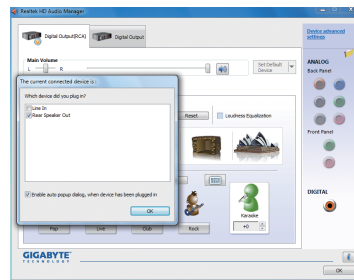 Realtek HD Audio Manager
Digital Output(RCA)
Digital Output
Device advanced
settings
Main Volume
L
R
Set Default
Device
ANALOG
Back Panel
The current connected device is :
Which device did you plug in?
Line In
Rear Speaker Out
Reset
Loudness Equalization
Front Panel
DIGITAL
Enable auto popup dialog, when device has been plugged in
OK
Karaoke
Pop
Live
Club
Rock
+0
GIGABYTE
TECHNOLOGY
i
OK